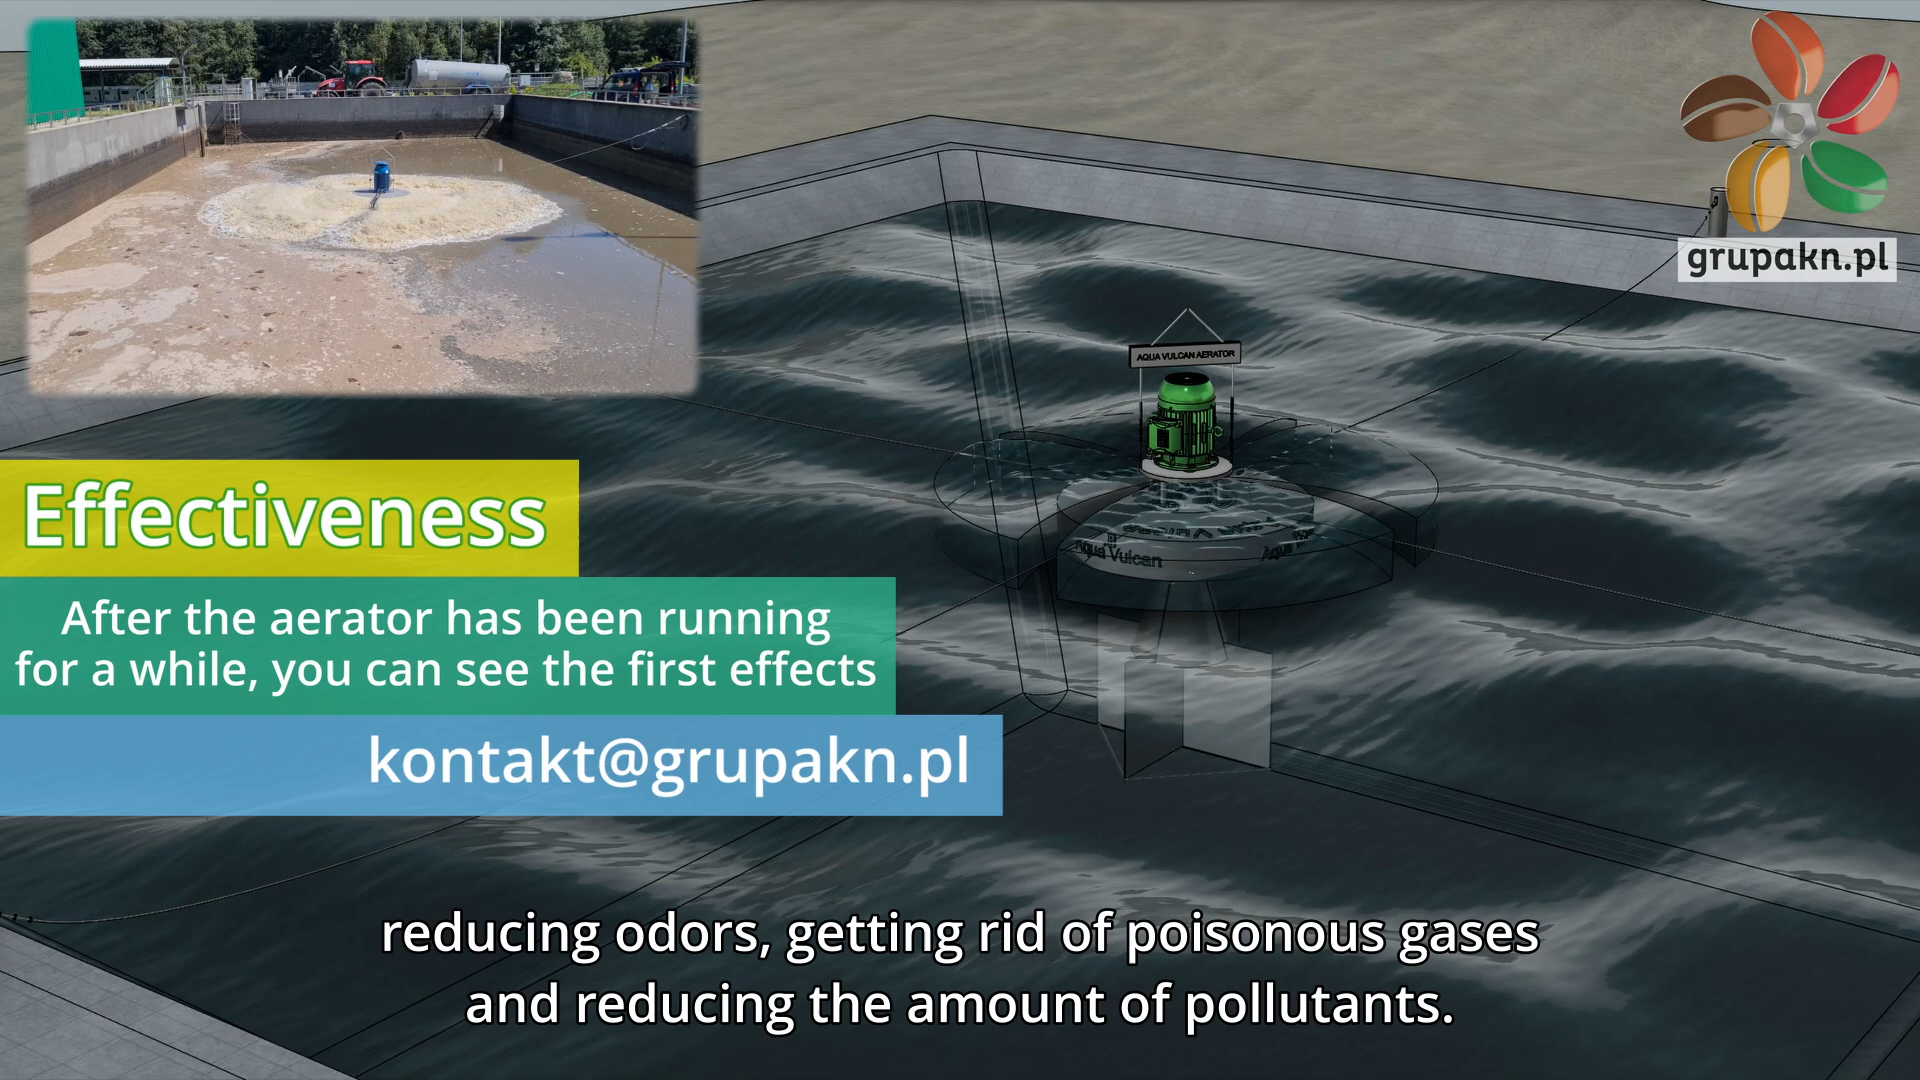 grupakn.pl
AQUA VULCAN AERATOR
Aqua Vulcan
Effectiveness
After the aerator has been running
for a while, you can see the first effects
kontakt@grupakn.pl
reducing odors, getting rid of poisonous gases
and reducing the amount of pollutants.